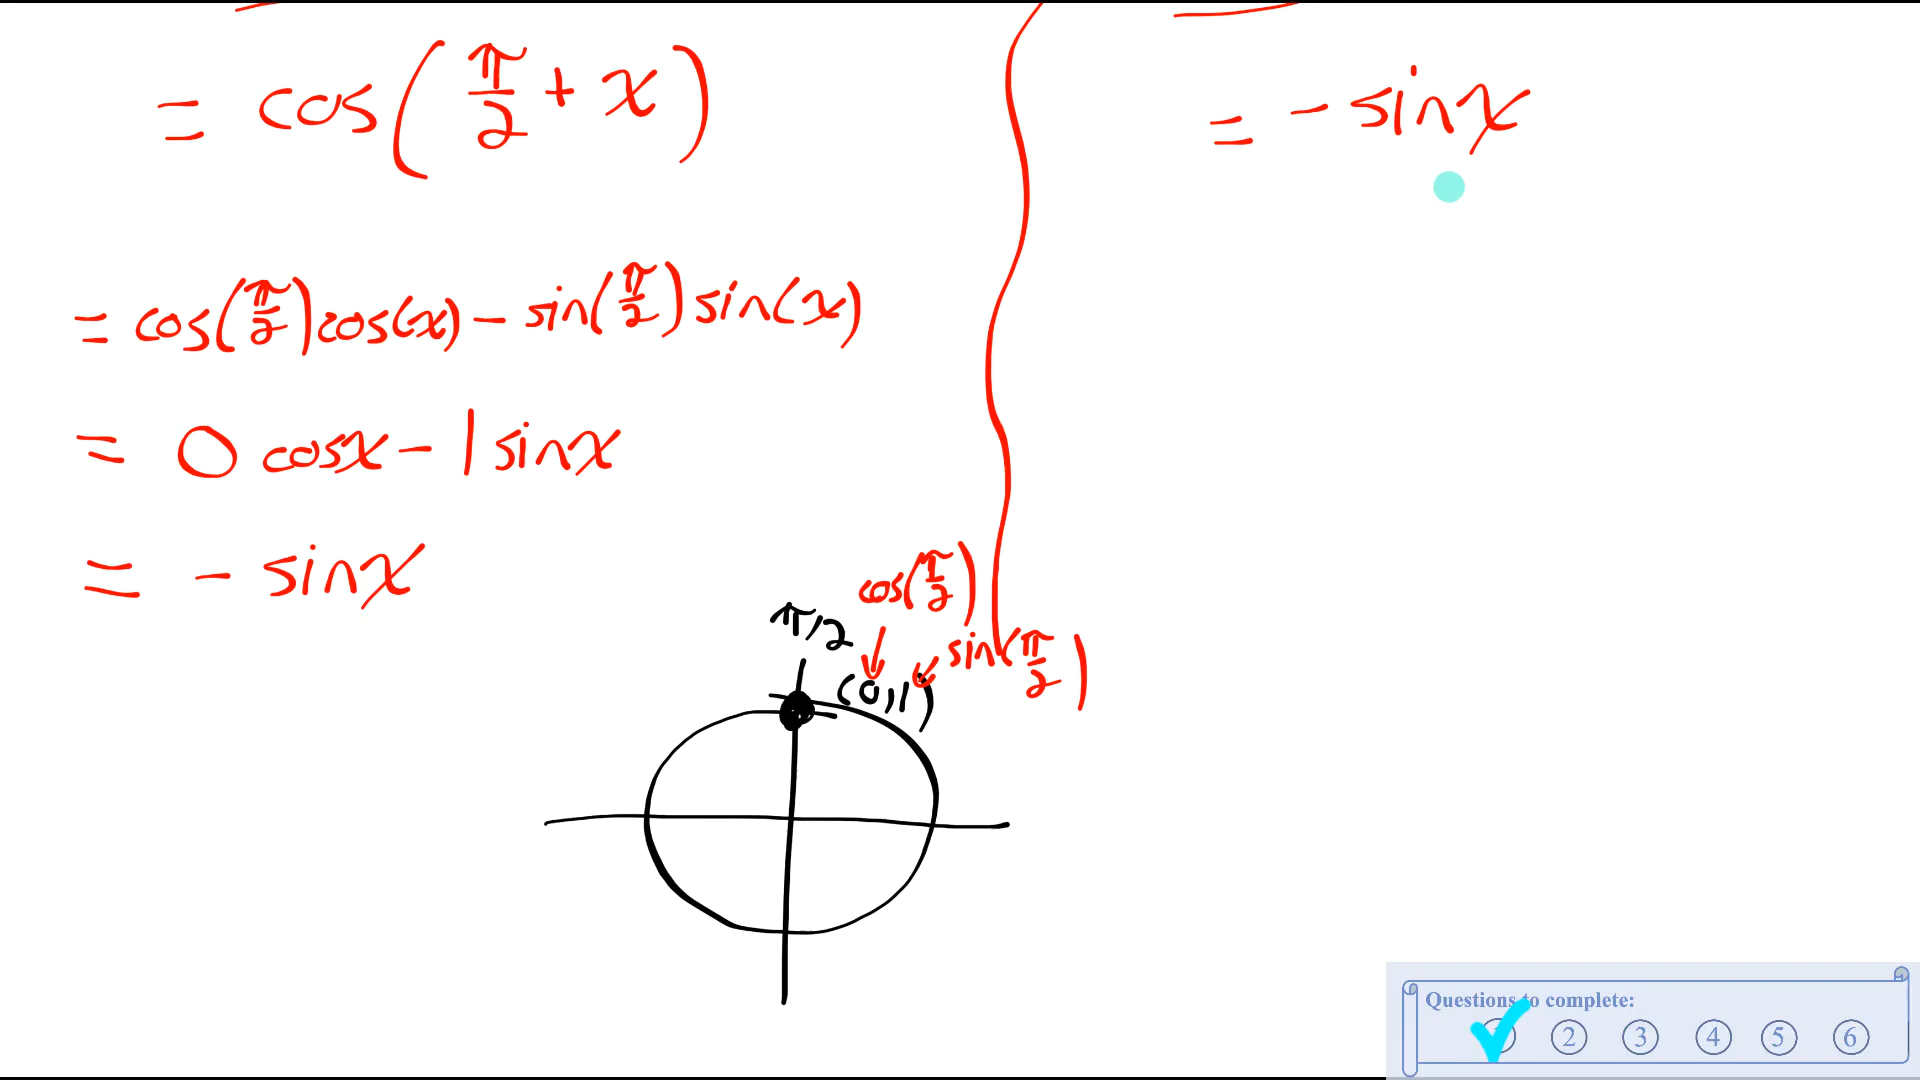 = cos(π/2 + x)
= cos(π/2)cos(x) - sin(π/2)sin(x)
= 0 cosx - 1 sinx
= - sinx
= - sinx
cos(π/2)
π/2
sin(π/2)
(0,1)
Questions to complete:
1 2 3 4 5 6